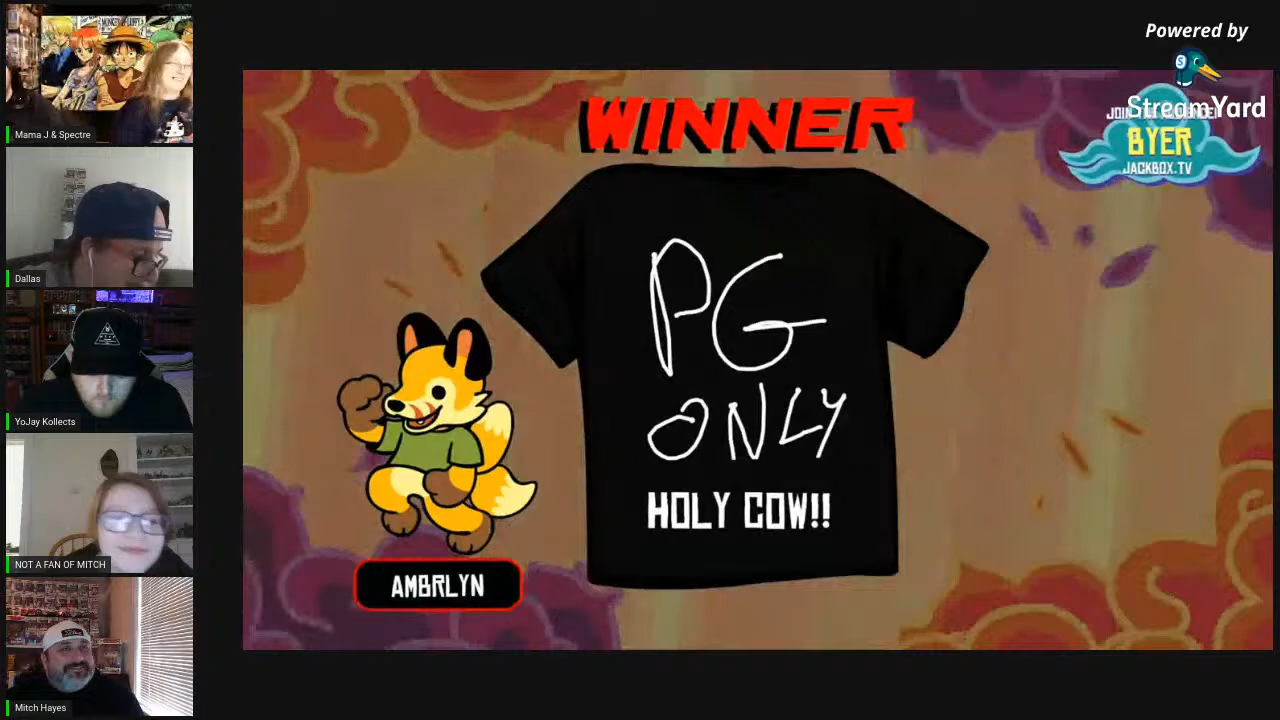 Powered by
StreamYard
BYER
JACKBOX.TV
WINNER
PG
ONLY
HOLY COW!!
AMBRLYN
Mama J & Spectre
Dallas
YoJay Kollects
NOT A FAN OF MITCH
Mitch Hayes